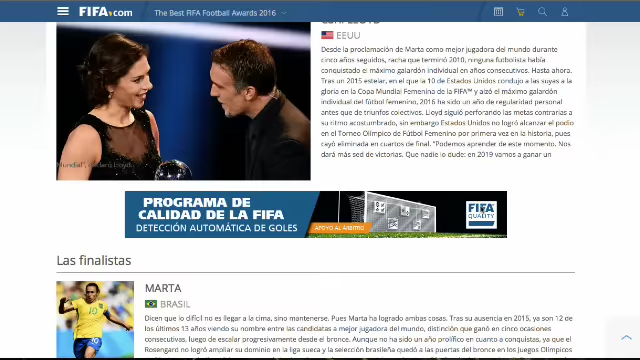 FIFA.com The Best FIFA Football Awards 2016
EEUU
Desde la proclamación de Marta como mejor jugadora del mundo durante
cinco años seguidos, racha que terminó 2010, ninguna futbolista había
conquistado el máximo galardón individual en años consecutivos. Hasta ahora.
Tras un 2015 estelar, en el que la 10 de Estados Unidos condujo a las suyas a la
gloria en la Copa Mundial Femenina de la FIFA™ y alzó el máximo galardón
individual del fútbol femenino, 2016 ha sido un año de regularidad personal
antes que de triunfos colectivos. Lloyd siguió perforando las metas contrarias a
su ritmo acostumbrado, sin embargo Estados Unidos no logró alcanzar el podio
en el Torneo Olímpico de Fútbol Femenino por primera vez en la historia, pues
cayó eliminada en cuartos de final. "Podemos aprender de este momento. Nos
dará más sed de victorias. Que nadie lo dude: en 2019 vamos a ganar un
Mundial", declaró Lloyd.
PROGRAMA DE
CALIDAD DE LA FIFA
DETECCIÓN AUTOMÁTICA DE GOLES
APOYO AL ÁRBITRO
FIFA
QUALITY
Las finalistas
MARTA
BRASIL
Dicen que lo difícil no es llegar a la cima, sino mantenerse. Pues Marta ha logrado ambas cosas. Tras su ausencia en 2015, ya son 12 de
los últimos 13 años viendo su nombre entre las candidatas a mejor jugadora del mundo, distinción que ganó en cinco ocasiones
consecutivas, luego de escalar progresivamente desde el bronce. Aunque no ha sido un año prolífico en cuanto a conquistas, ya que el
Rosengard no logró ampliar su dominio en la liga sueca y la selección brasileña quedó a las puertas del bronce en los Juegos Olímpicos